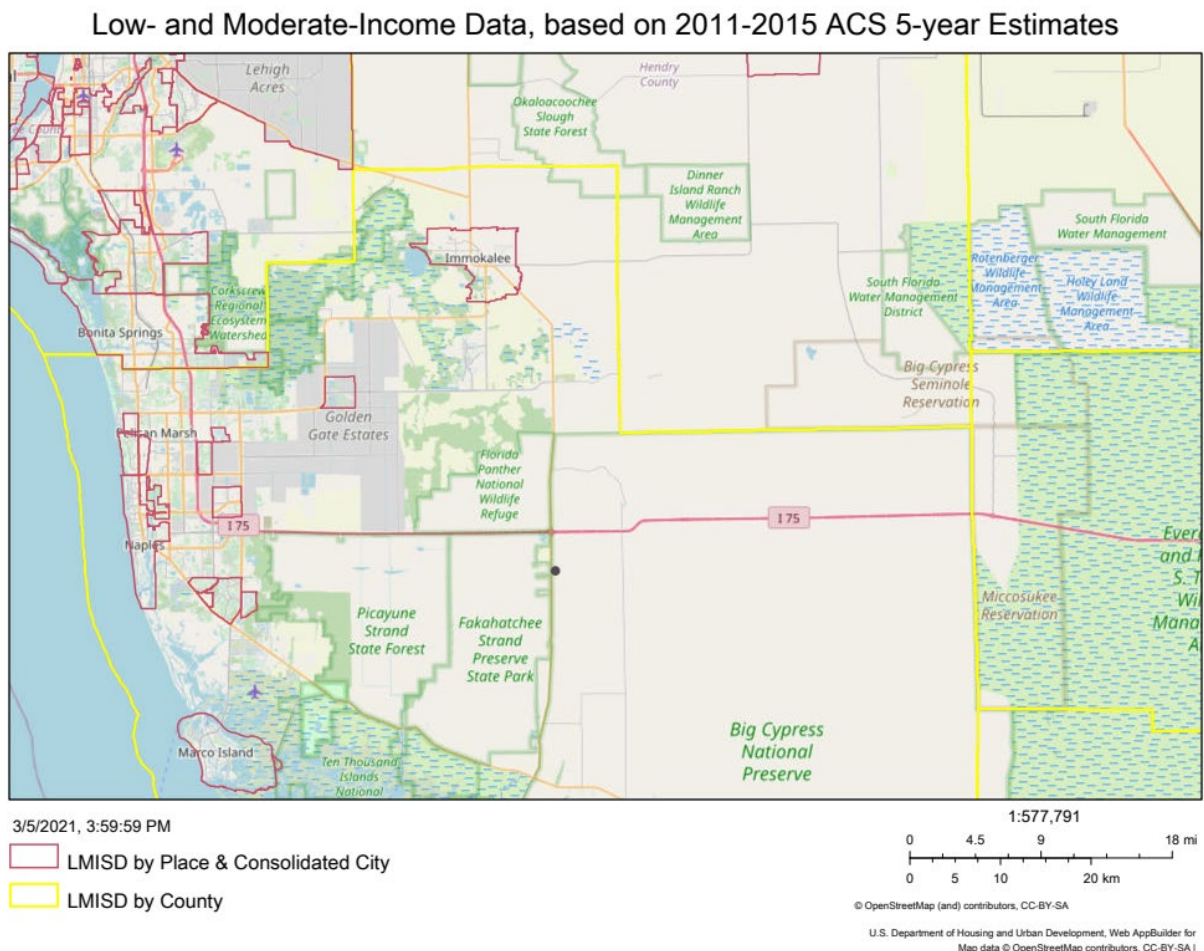 Low- and Moderate-Income Data, based on 2011-2015 ACS 5-year Estimates
Lehigh
Acres
Hendry
County
Okaloacoochee
Slough
State Forest
Dinner
Island Ranch
Wildlife
Management
Area
South Florida
Water Management
Immokalee
Corkscrew
Regional
Ecosystem
Watershed
South Florida
Water Management
District
Rotenberger
Wildlife
Management
Area
Holey Land
Wildlife
Management
Area
Bonita Springs
Big Cypress
Seminole
Reservation
Pelican Marsh
Golden
Gate Estates
Florida
Panther
National
Wildlife
Refuge
I 75
I 75
Naples
Picayune
Strand
State Forest
Fakahatchee
Strand
Preserve
State Park
Miccosukee
Reservation
Big Cypress
National
Preserve
Marco Island
Ten Thousand
Islands
National
3/5/2021, 3:59:59 PM
LMISD by Place & Consolidated City
LMISD by County
1:577,791
0 4.5 9 18 mi
0 5 10 20 km
© OpenStreetMap (and) contributors, CC-BY-SA
U.S. Department of Housing and Urban Development, Web AppBuilder for
Map data © OpenStreetMap contributors, CC-BY-SA |